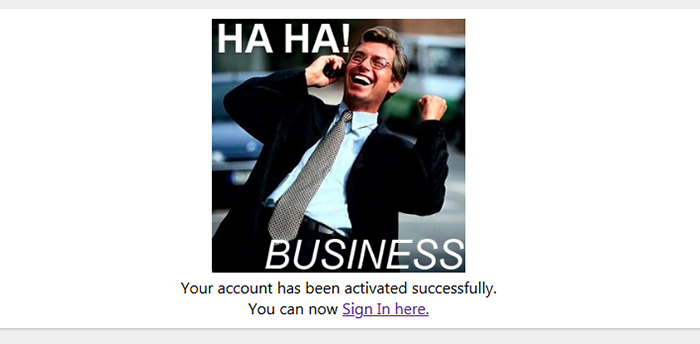 HA HA!
BUSINESS
Your account has been activated successfully.
You can now Sign In here.